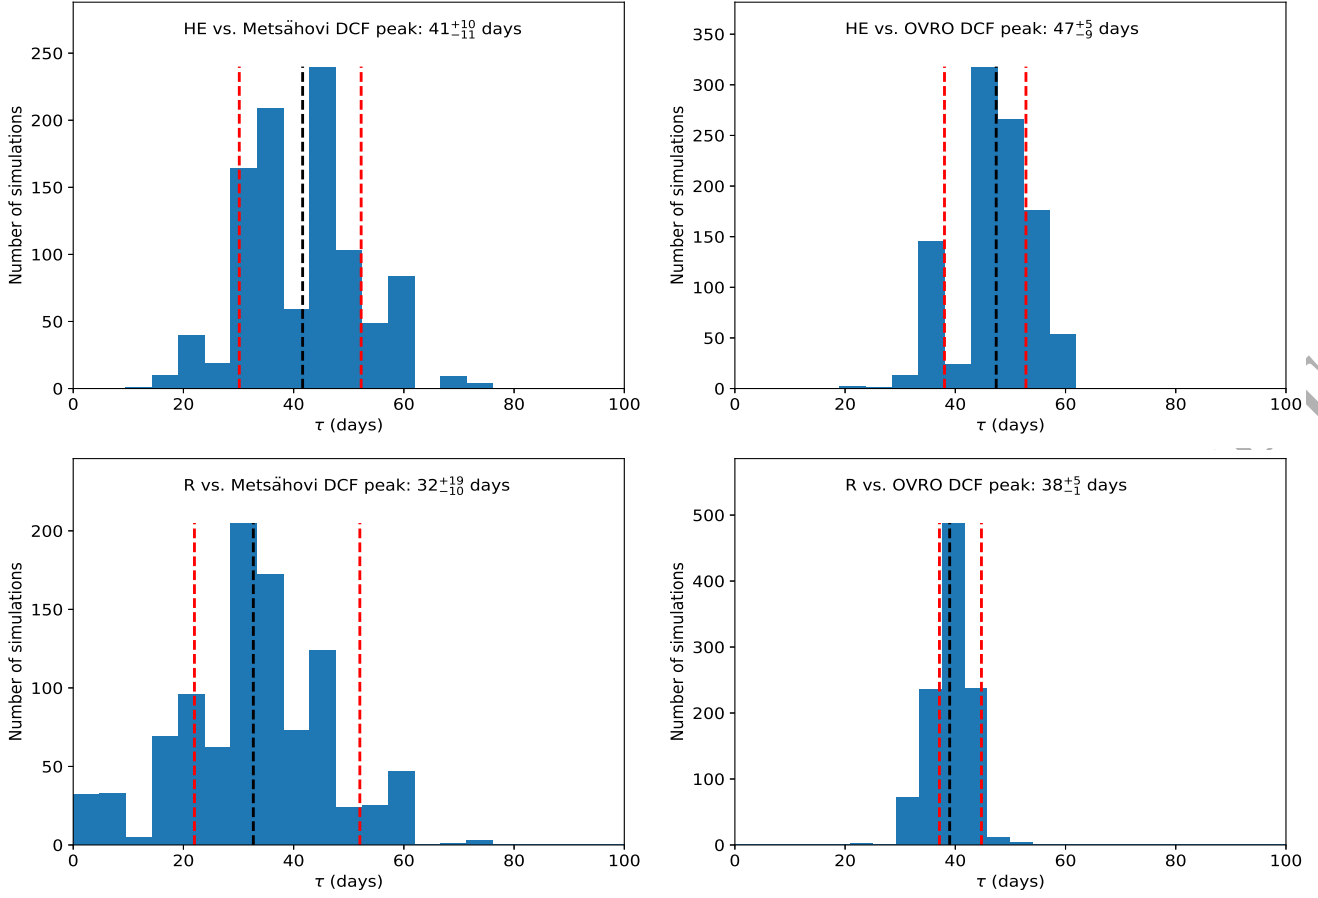 HE vs. Metsähovi DCF peak: 41+10−11 days
250
200
150
100
50
0
Number of simulations
0 20 40 60 80 100
τ (days)
HE vs. OVRO DCF peak: 47+5−9 days
350
300
250
200
150
100
50
0
Number of simulations
0 20 40 60 80 100
τ (days)
R vs. Metsähovi DCF peak: 32+19−10 days
200
150
100
50
0
Number of simulations
0 20 40 60 80 100
τ (days)
R vs. OVRO DCF peak: 38+5−1 days
500
400
300
200
100
0
Number of simulations
0 20 40 60 80 100
τ (days)